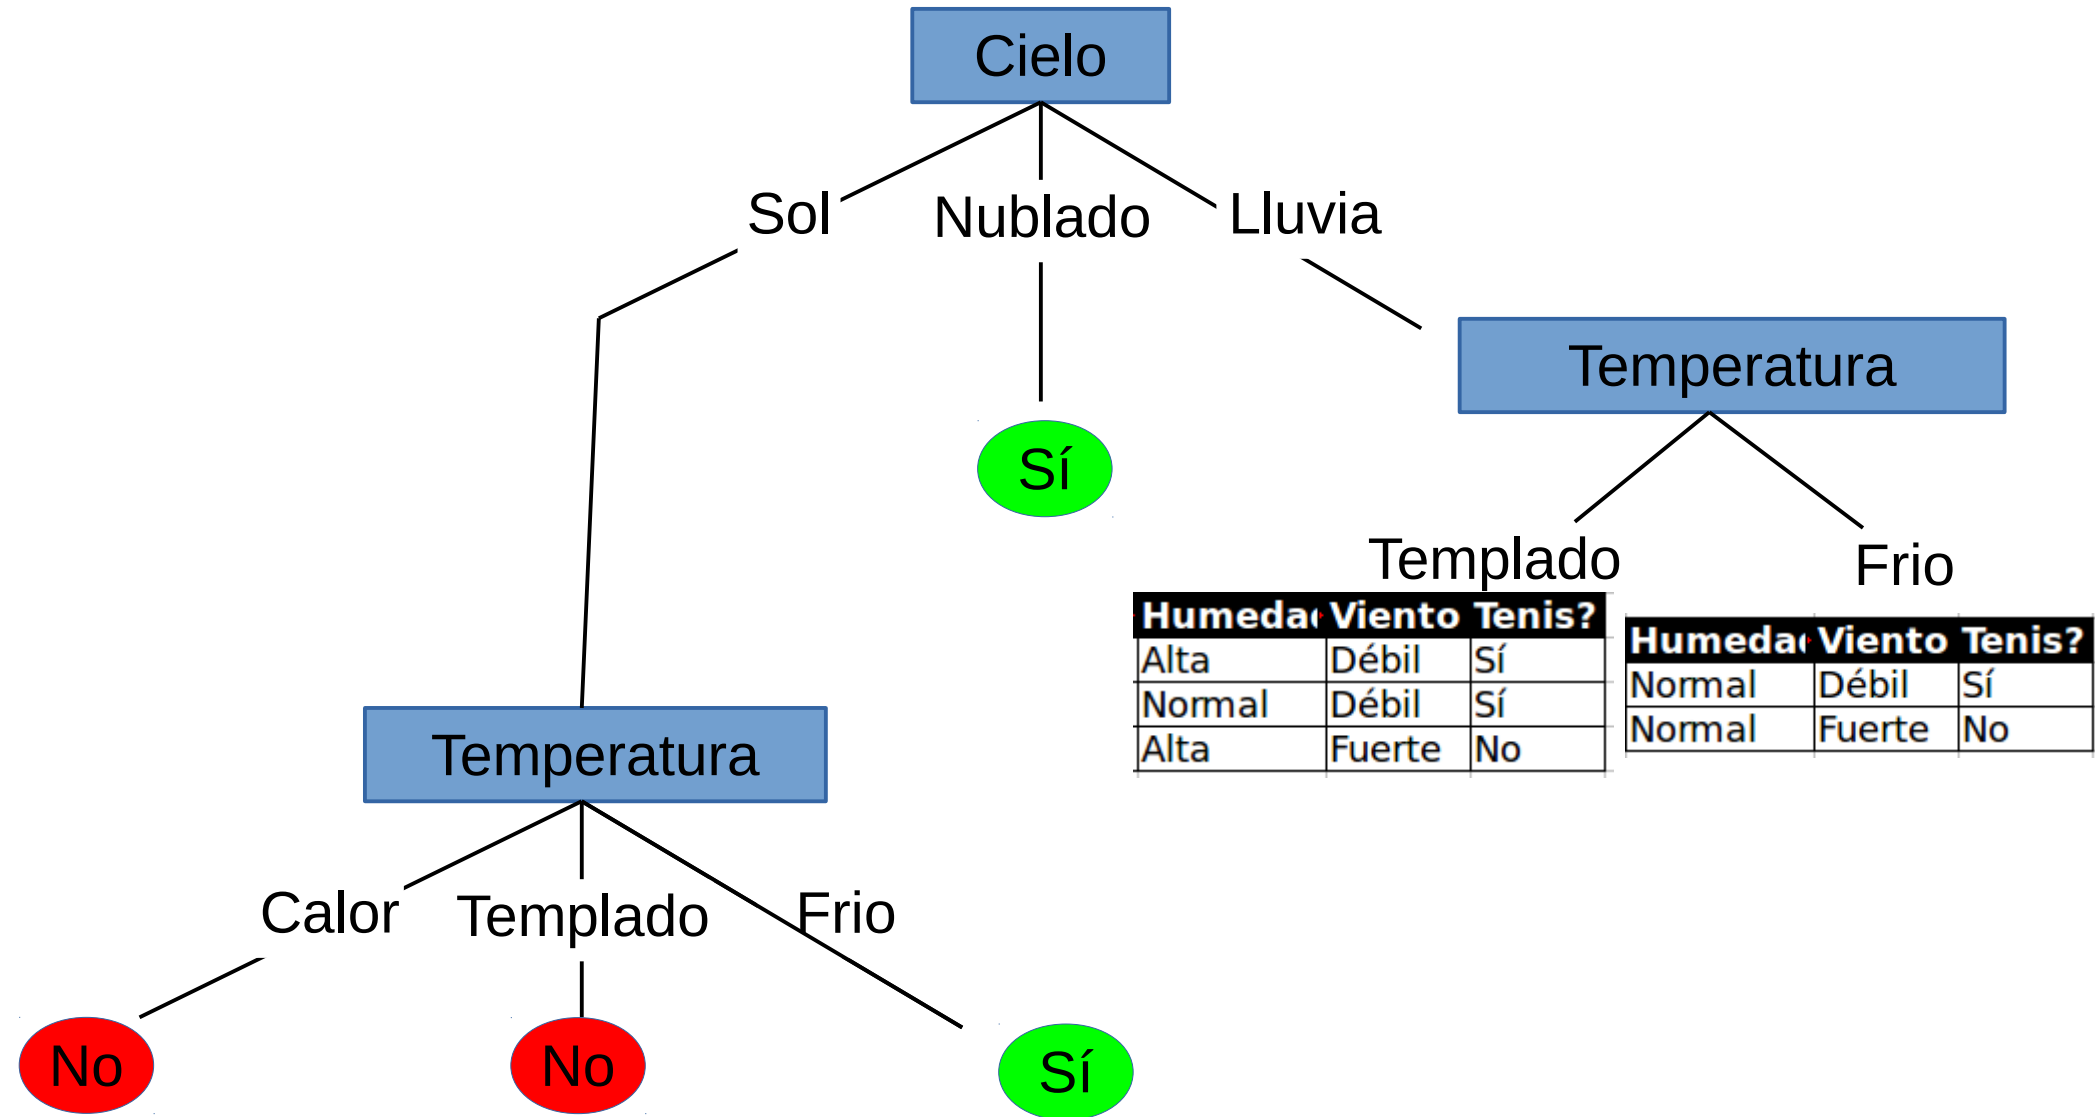 Cielo
Sol
Nublado
Lluvia
Temperatura
Sí
Templado
Frio
Humedad Viento Tenis?
Alta Débil Sí
Normal Débil Sí
Alta Fuerte No
Humedad Viento Tenis?
Normal Débil Sí
Normal Fuerte No
Temperatura
Calor
Templado
Frio
No
No
Sí